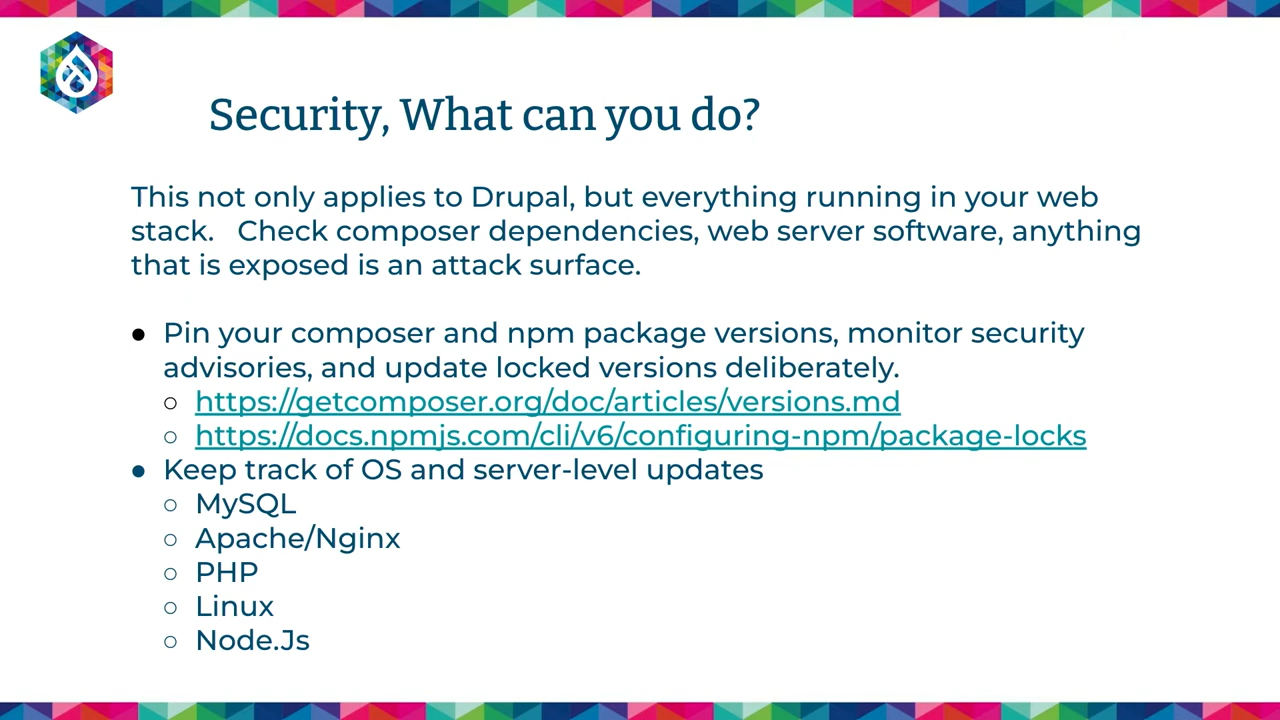 Security, What can you do?
This not only applies to Drupal, but everything running in your web
stack.   Check composer dependencies, web server software, anything
that is exposed is an attack surface.
● Pin your composer and npm package versions, monitor security
advisories, and update locked versions deliberately.
○ https://getcomposer.org/doc/articles/versions.md
○ https://docs.npmjs.com/cli/v6/configuring-npm/package-locks
● Keep track of OS and server-level updates
○ MySQL
○ Apache/Nginx
○ PHP
○ Linux
○ Node.Js